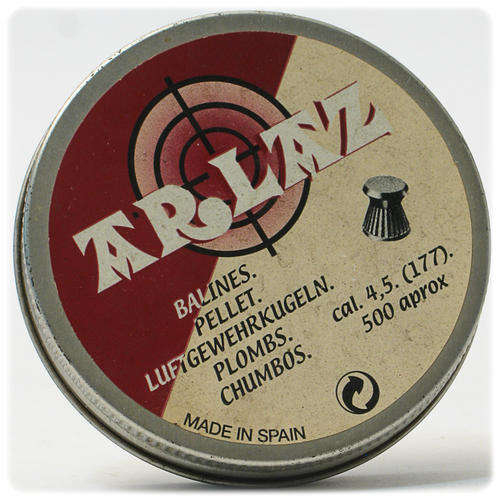 AR.LAZ
BALINES.
PELLET.
LUFTGEWEHRKUGELN.
PLOMBS.
CHUMBOS.
cal. 4,5. (177).
500 aprox
MADE IN SPAIN